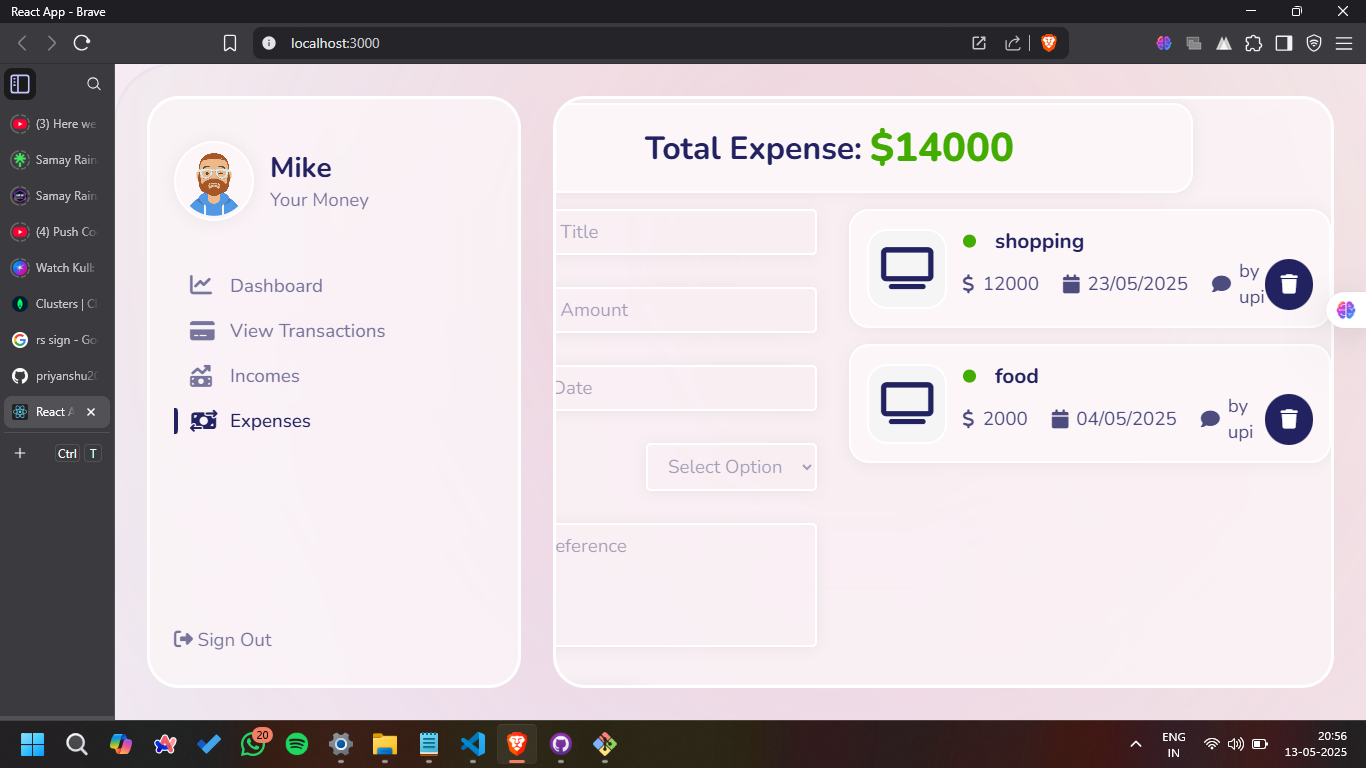 React App - Brave
localhost:3000
(3) Here we
Samay Rain
Samay Rain
(4) Push Co
Watch Kull
Clusters | C
rs sign - Go
priyanshu20
React A
Ctrl T
Mike
Your Money
Dashboard
View Transactions
Incomes
Expenses
Sign Out
Total Expense: $14000
Title
Amount
Date
Select Option
eference
shopping
$ 12000 23/05/2025 by upi
food
$ 2000 04/05/2025 by upi
20
ENG
IN
20:56
13-05-2025